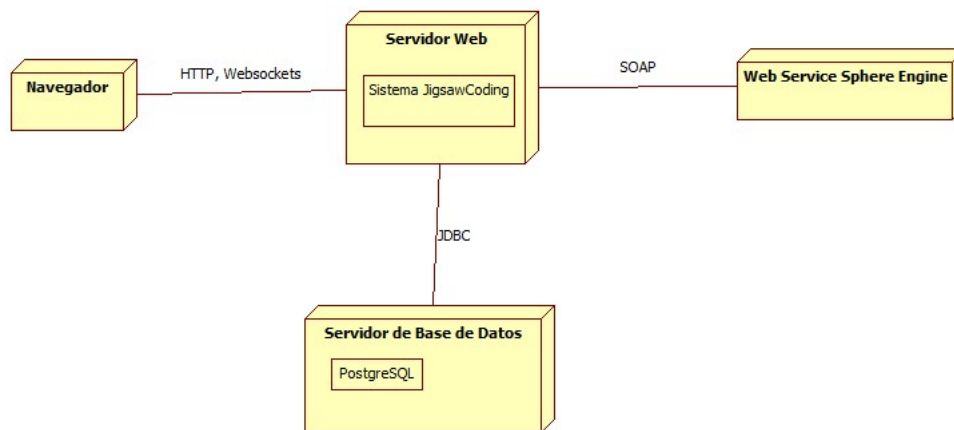 Servidor Web
Sistema JigsawCoding
Navegador
HTTP, Websockets
SOAP
Web Service Sphere Engine
JDBC
Servidor de Base de Datos
PostgreSQL